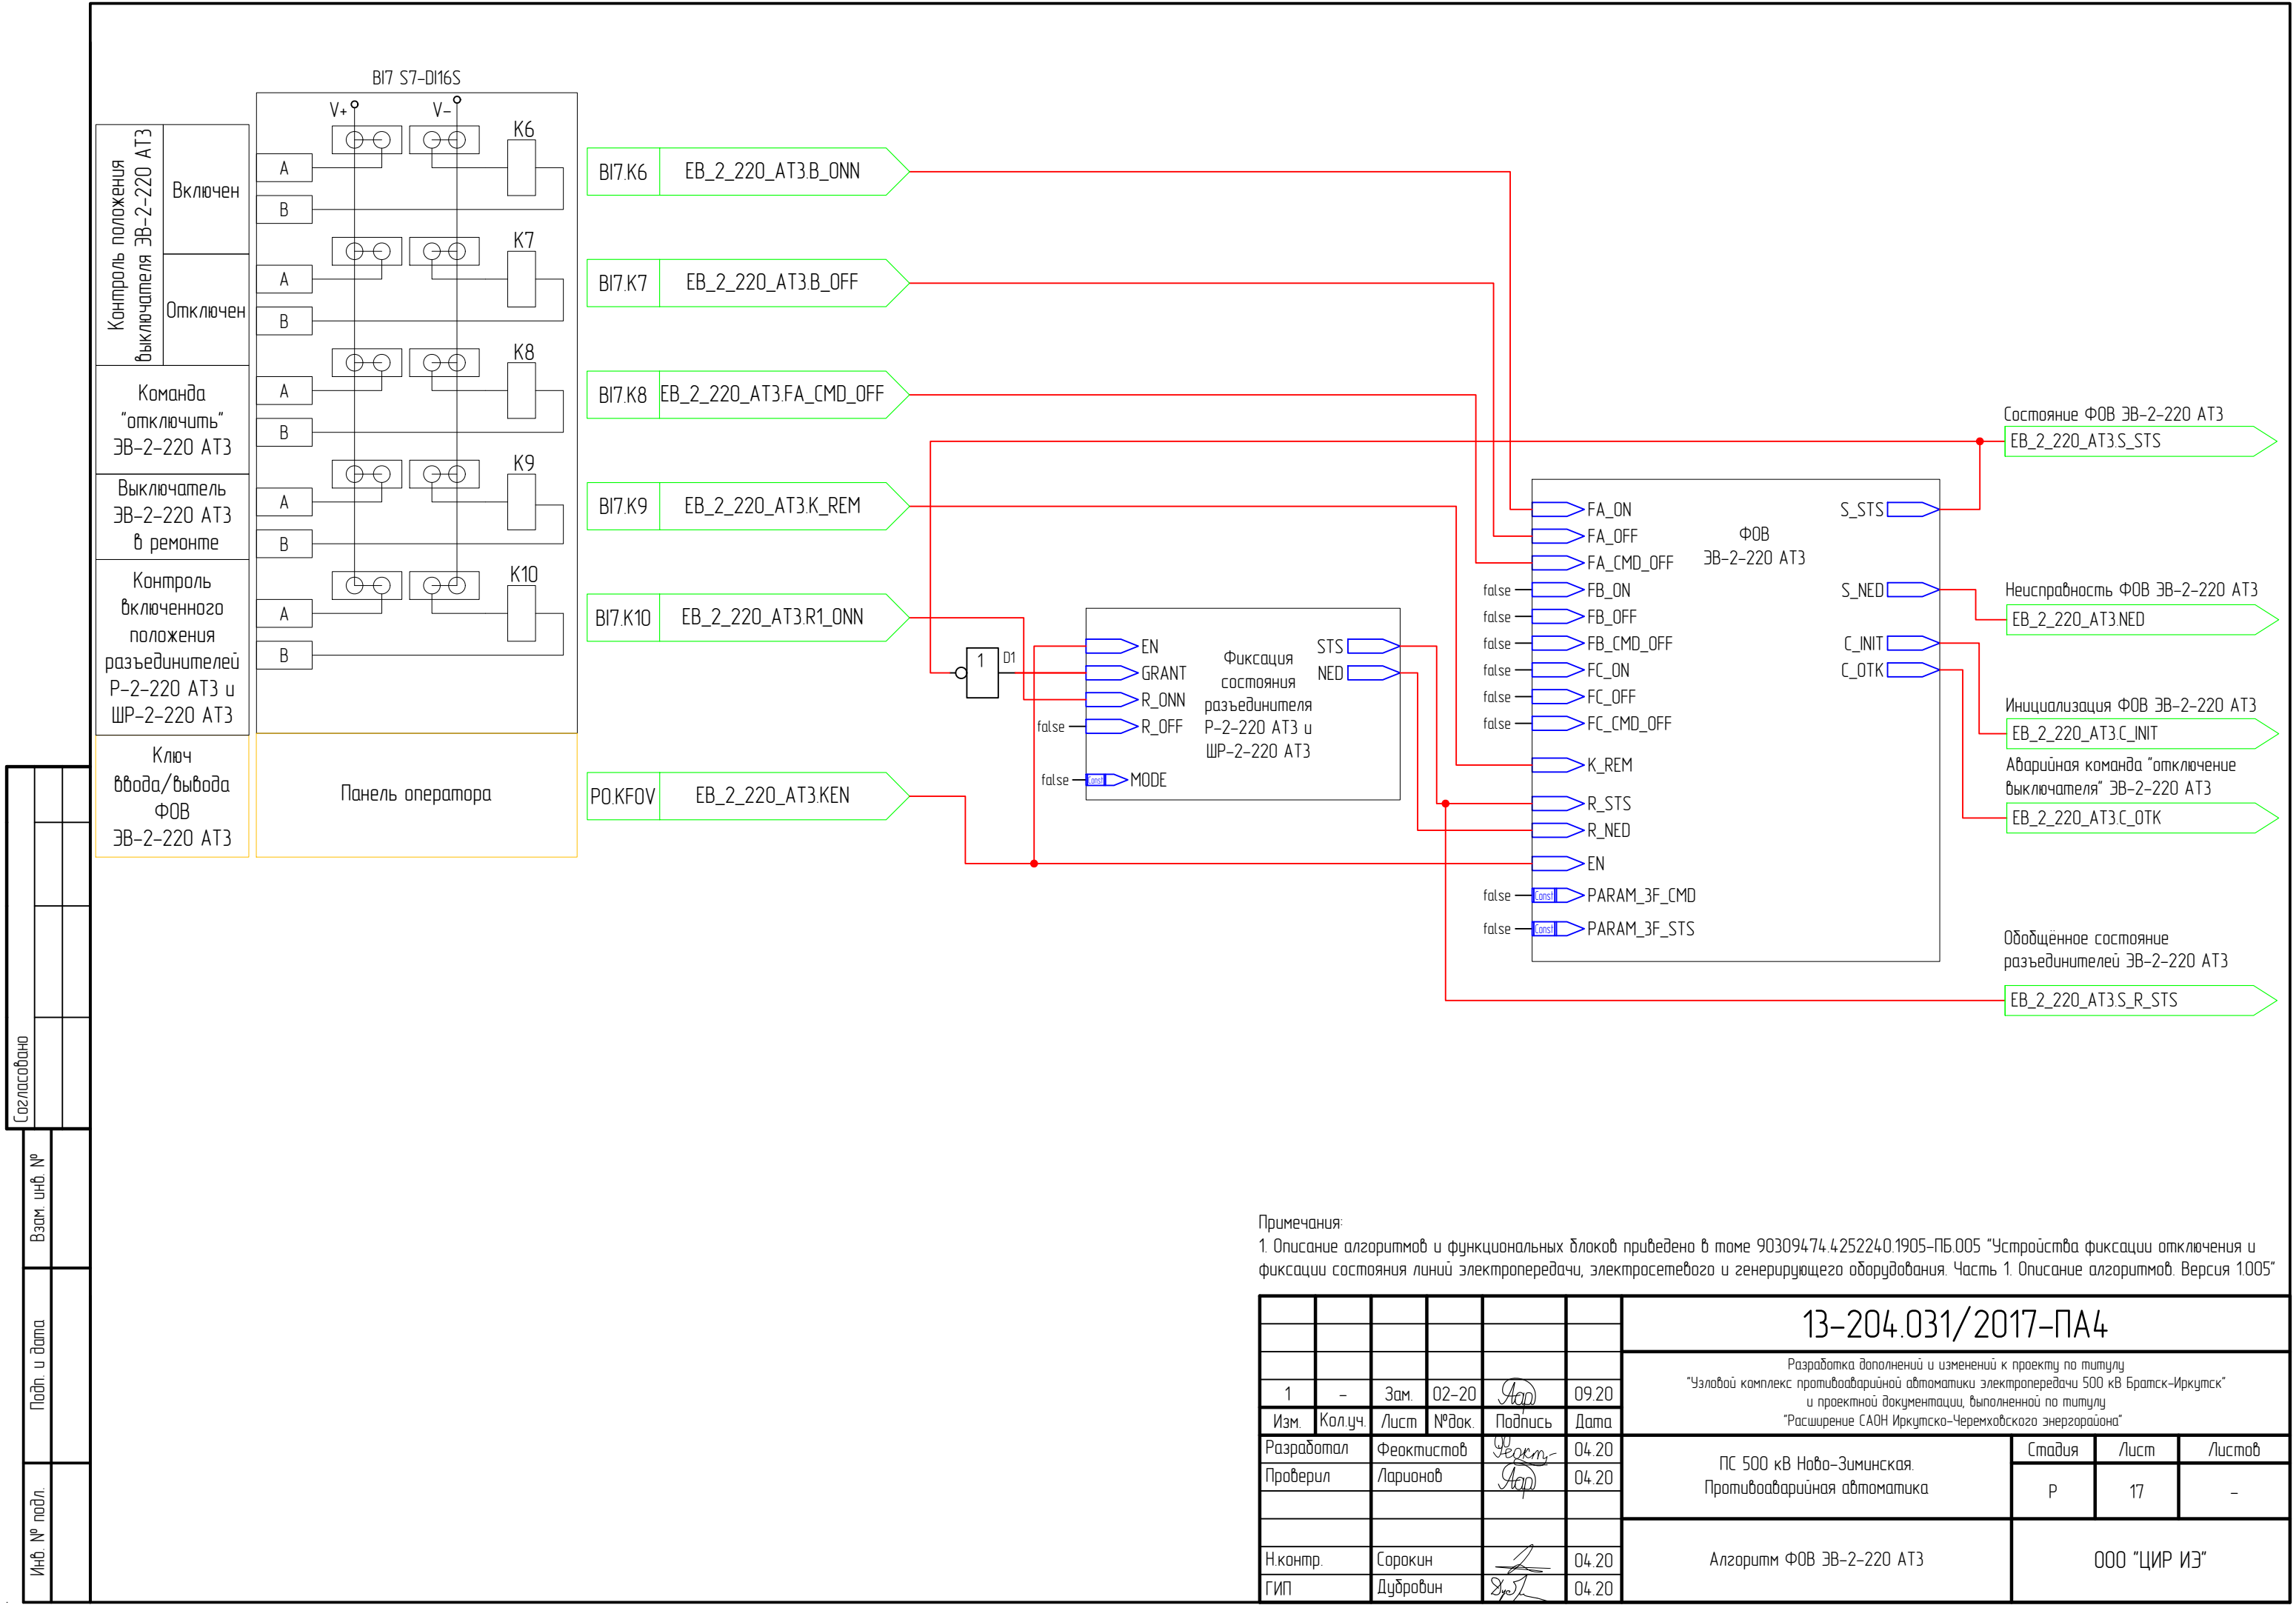 BI7 S7-DI16S
V+
V-
Контроль положения
выключателя ЭВ-2-220 АТ3
Включен
Отключен
Команда
"отключить"
ЭВ-2-220 АТ3
Выключатель
ЭВ-2-220 АТ3
в ремонте
Контроль
включенного
положения
разъединителей
Р-2-220 АТ3 и
ШР-2-220 АТ3
Ключ
ввода/вывода
ФОВ
ЭВ-2-220 АТ3
A
B
K6
A
B
K7
A
B
K8
A
B
K9
A
B
K10
Панель оператора
BI7.K6 EB_2_220_AT3.B_ONN
BI7.K7 EB_2_220_AT3.B_OFF
BI7.K8 EB_2_220_AT3.FA_CMD_OFF
BI7.K9 EB_2_220_AT3.K_REM
BI7.K10 EB_2_220_AT3.R1_ONN
PO.KFOV EB_2_220_AT3.KEN
1
D1
EN
GRANT
R_ONN
false R_OFF
false Const MODE
Фиксация
состояния
разъединителя
Р-2-220 АТ3 и
ШР-2-220 АТ3
STS
NED
FA_ON
FA_OFF
FA_CMD_OFF
false FB_ON
false FB_OFF
false FB_CMD_OFF
false FC_ON
false FC_OFF
false FC_CMD_OFF
K_REM
R_STS
R_NED
EN
false Const PARAM_3F_CMD
false Const PARAM_3F_STS
ФОВ
ЭВ-2-220 АТ3
S_STS
S_NED
C_INIT
C_OTK
Состояние ФОВ ЭВ-2-220 АТ3
EB_2_220_AT3.S_STS
Неисправность ФОВ ЭВ-2-220 АТ3
EB_2_220_AT3.NED
Инициализация ФОВ ЭВ-2-220 АТ3
EB_2_220_AT3.C_INIT
Аварийная команда "отключение
выключателя" ЭВ-2-220 АТ3
EB_2_220_AT3.C_OTK
Обобщённое состояние
разъединителей ЭВ-2-220 АТ3
EB_2_220_AT3.S_R_STS
Согласовано
Взам. инв. №
Подп. и дата
Инв. № подл.
Примечания:
1. Описание алгоритмов и функциональных блоков приведено в томе 90309474.4252240.1905-ПБ.005 "Устройства фиксации отключения и
фиксации состояния линий электропередачи, электросетевого и генерирующего оборудования. Часть 1. Описание алгоритмов. Версия 1.005"
13-204.031/2017-ПА4
Разработка дополнений и изменений к проекту по титулу
"Узловой комплекс противоаварийной автоматики электропередачи 500 кВ Братск-Иркутск"
и проектной документации, выполненной по титулу
"Расширение САОН Иркутско-Черемховского энергорайона"
1 - Зам. 02-20 09.20
Изм. Кол.уч. Лист №док. Подпись Дата
Разработал Феоктистов 04.20
Проверил Ларионов 04.20
Н.контр. Сорокин 04.20
ГИП Дубровин 04.20
ПС 500 кВ Ново-Зиминская.
Противоаварийная автоматика
Стадия Лист Листов
Р 17 -
Алгоритм ФОВ ЭВ-2-220 АТ3
ООО "ЦИР ИЭ"